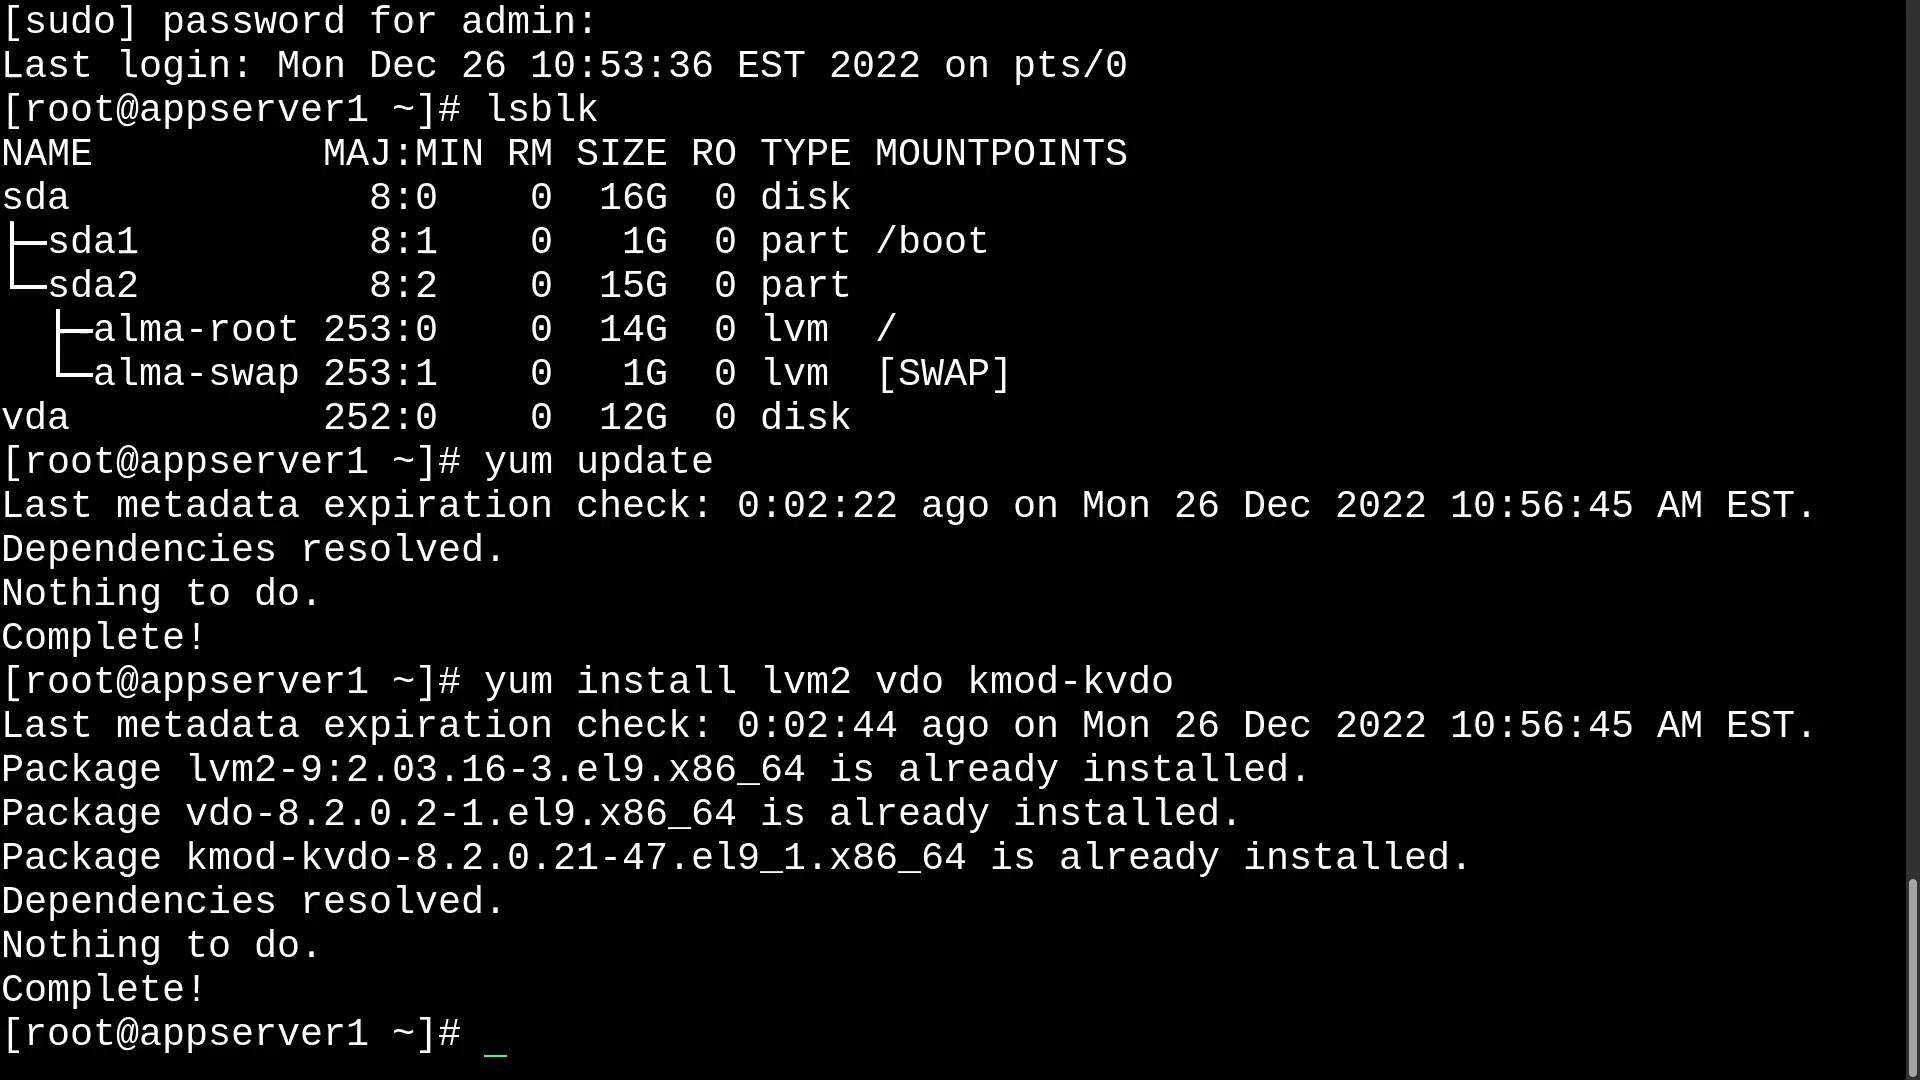 [sudo] password for admin:
Last login: Mon Dec 26 10:53:36 EST 2022 on pts/0
[root@appserver1 ~]# lsblk
NAME          MAJ:MIN RM SIZE RO TYPE MOUNTPOINTS
sda             8:0    0  16G  0 disk
├─sda1          8:1    0   1G  0 part /boot
└─sda2          8:2    0  15G  0 part
  ├─alma-root 253:0    0  14G  0 lvm  /
  └─alma-swap 253:1    0   1G  0 lvm  [SWAP]
vda           252:0    0  12G  0 disk
[root@appserver1 ~]# yum update
Last metadata expiration check: 0:02:22 ago on Mon 26 Dec 2022 10:56:45 AM EST.
Dependencies resolved.
Nothing to do.
Complete!
[root@appserver1 ~]# yum install lvm2 vdo kmod-kvdo
Last metadata expiration check: 0:02:44 ago on Mon 26 Dec 2022 10:56:45 AM EST.
Package lvm2-9:2.03.16-3.el9.x86_64 is already installed.
Package vdo-8.2.0.2-1.el9.x86_64 is already installed.
Package kmod-kvdo-8.2.0.21-47.el9_1.x86_64 is already installed.
Dependencies resolved.
Nothing to do.
Complete!
[root@appserver1 ~]# _